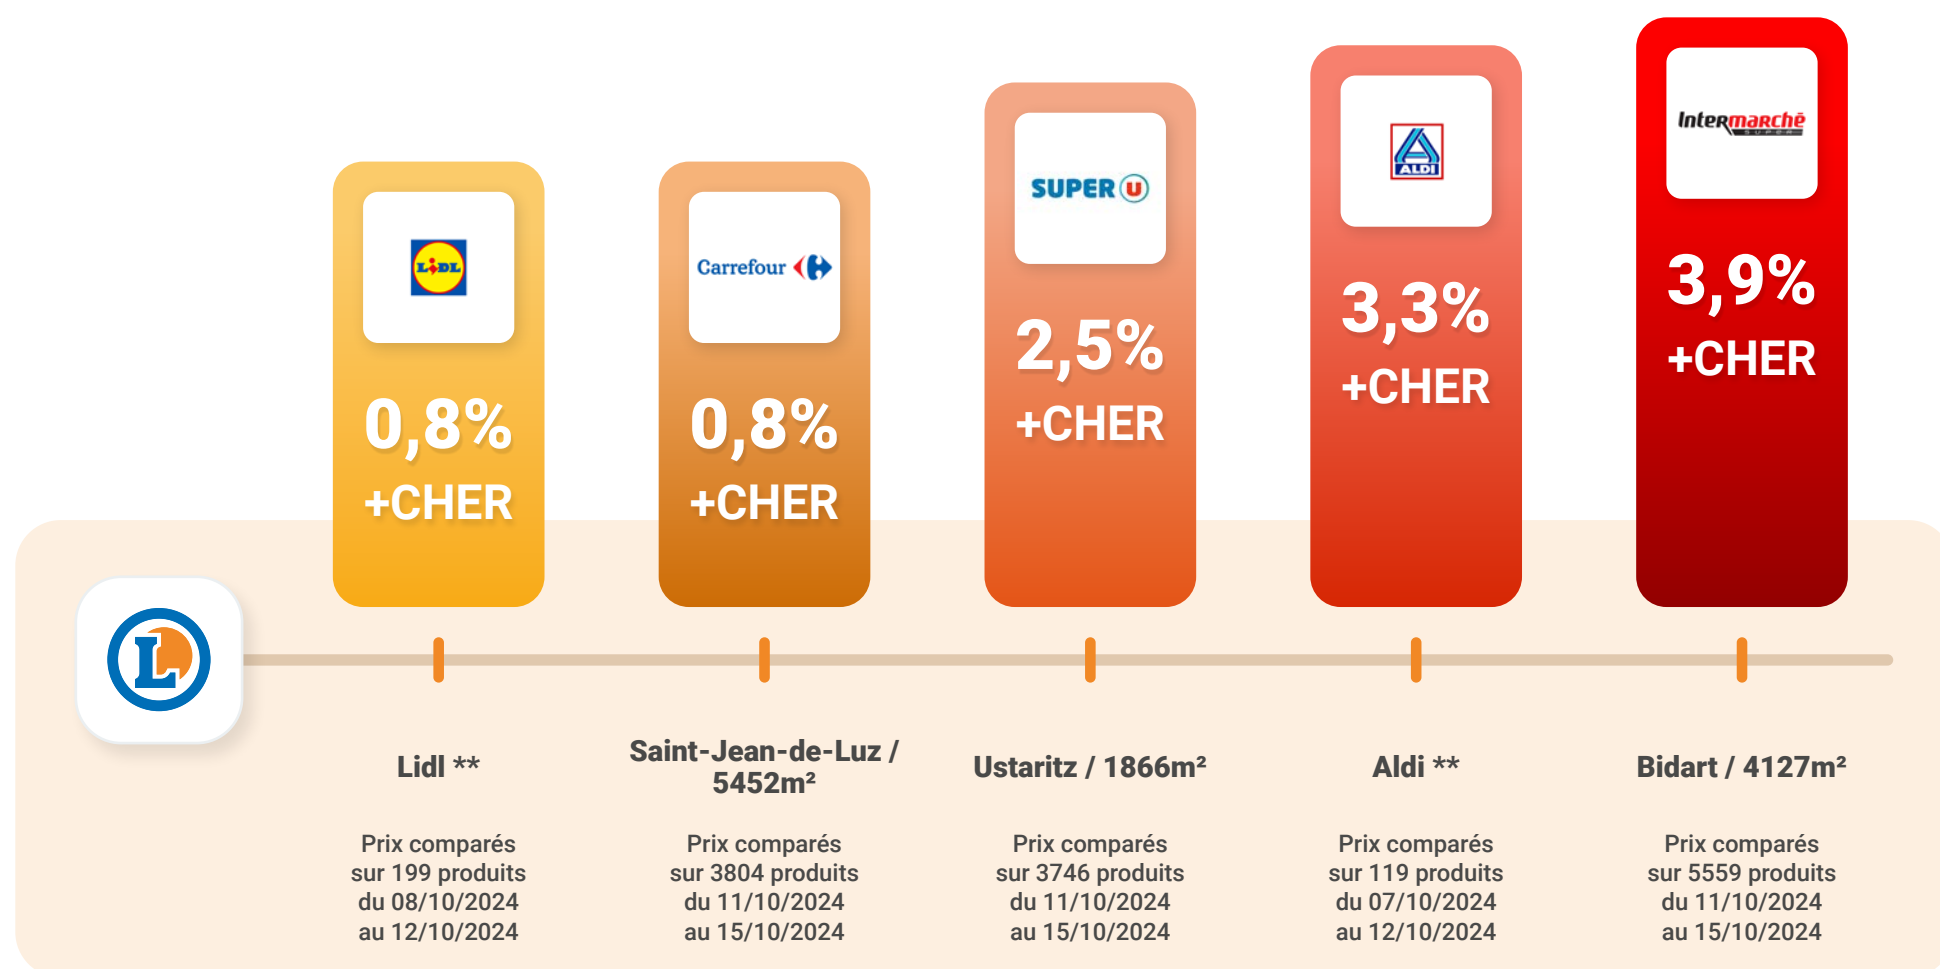 LIDL
0,8%
+CHER
Carrefour
0,8%
+CHER
SUPER U
2,5%
+CHER
ALDI
3,3%
+CHER
Intermarchē
SUPER
3,9%
+CHER
L
Lidl **
Prix comparés
sur 199 produits
du 08/10/2024
au 12/10/2024
Saint-Jean-de-Luz /
5452m²
Prix comparés
sur 3804 produits
du 11/10/2024
au 15/10/2024
Ustaritz / 1866m²
Prix comparés
sur 3746 produits
du 11/10/2024
au 15/10/2024
Aldi **
Prix comparés
sur 119 produits
du 07/10/2024
au 12/10/2024
Bidart / 4127m²
Prix comparés
sur 5559 produits
du 11/10/2024
au 15/10/2024